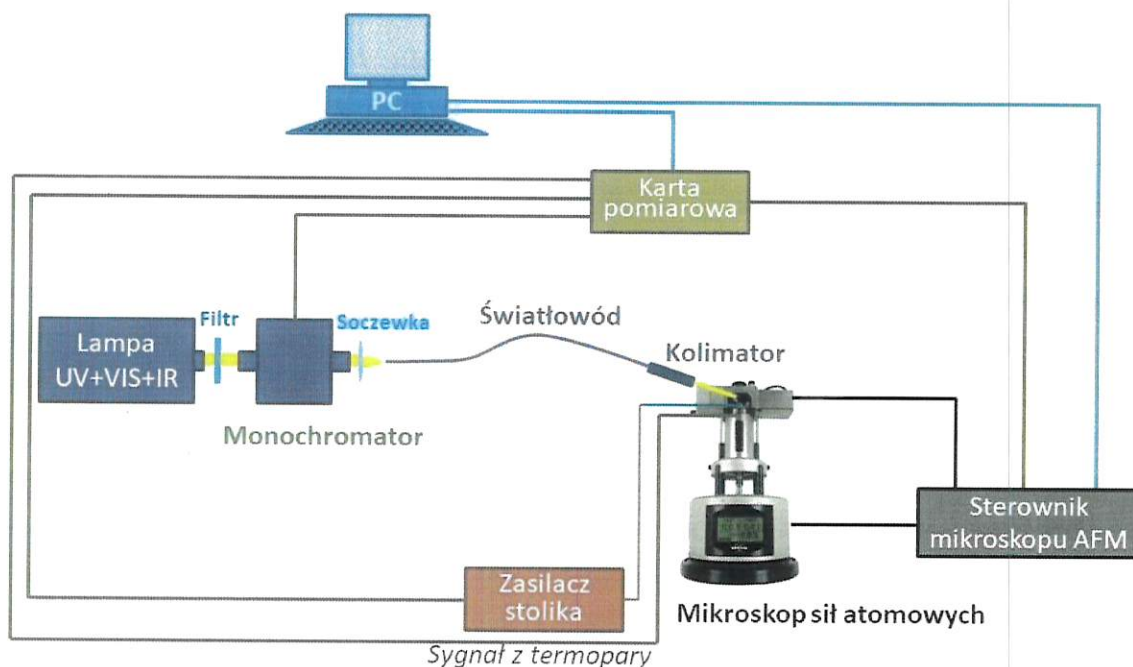 PC
Karta
pomiarowa
Światłowód
Filtr
Soczewka
Kolimator
Lampa
UV+VIS+IR
Monochromator
Sterownik
mikroskopu AFM
Zasilacz
stolika
Mikroskop sił atomowych
Sygnał z termopary